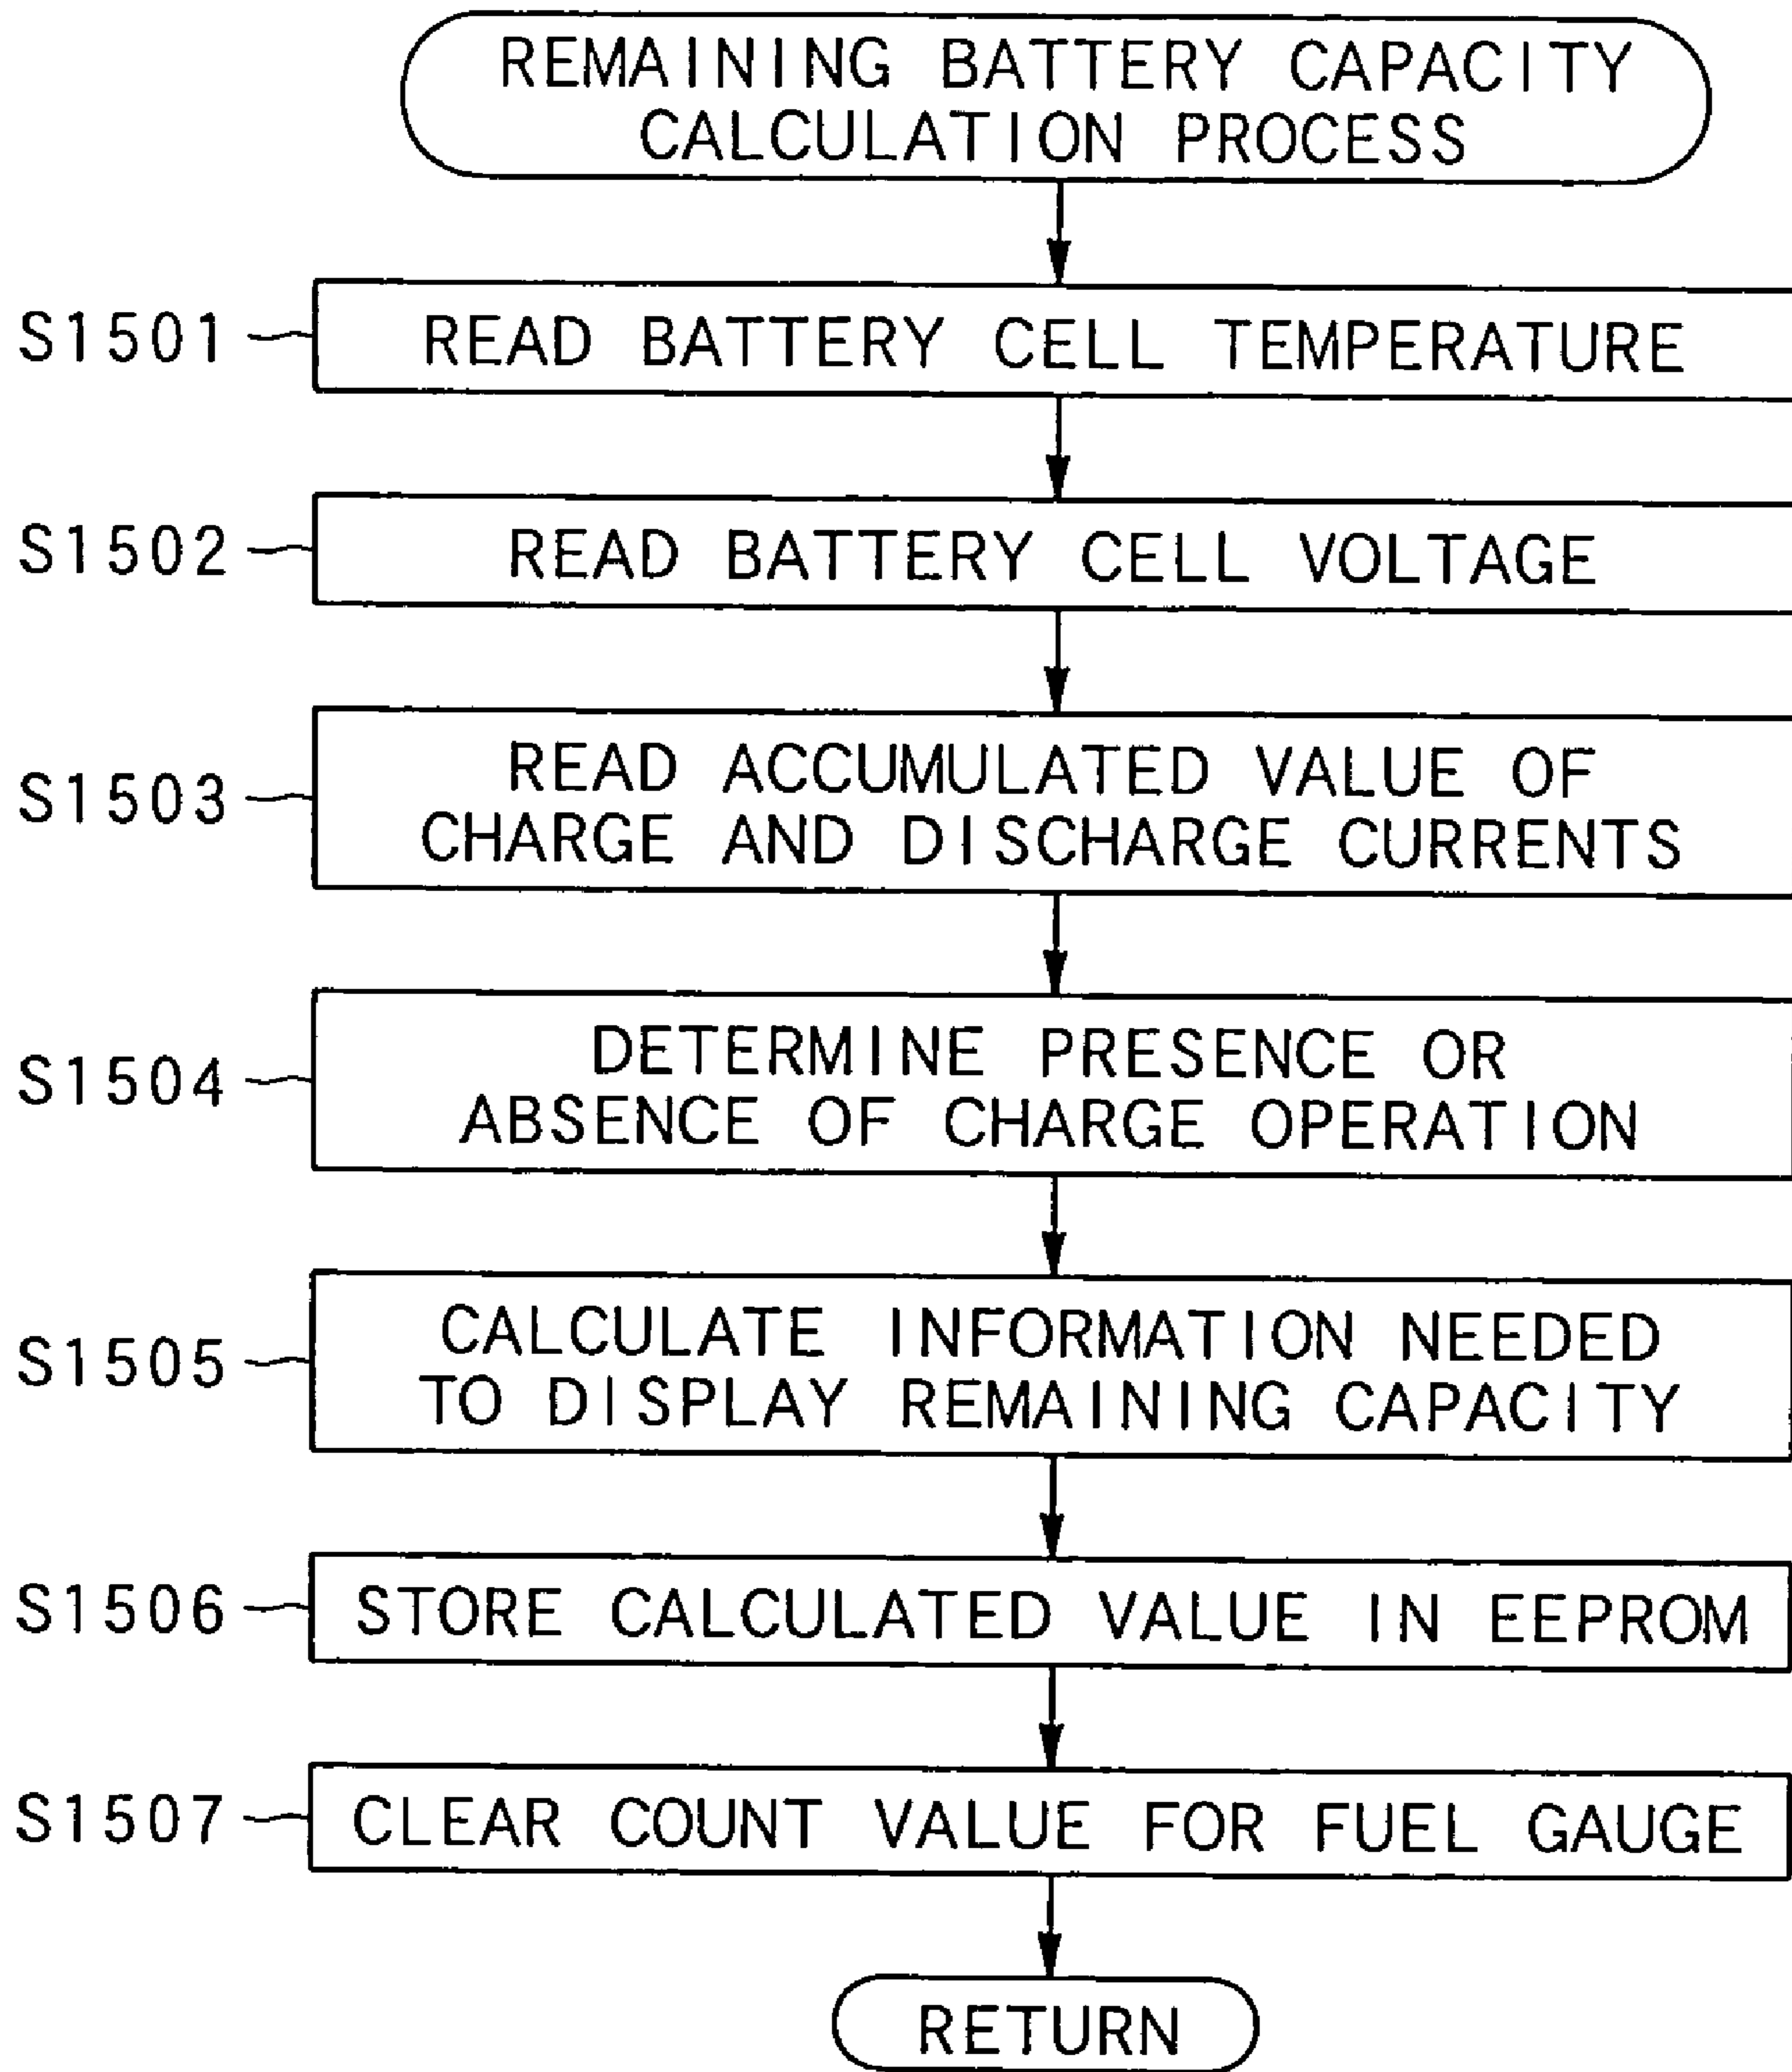 REMAINING BATTERY CAPACITY
CALCULATION PROCESS
S1501
READ BATTERY CELL TEMPERATURE
S1502
READ BATTERY CELL VOLTAGE
S1503
READ ACCUMULATED VALUE OF
CHARGE AND DISCHARGE CURRENTS
S1504
DETERMINE PRESENCE OR
ABSENCE OF CHARGE OPERATION
S1505
CALCULATE INFORMATION NEEDED
TO DISPLAY REMAINING CAPACITY
S1506
STORE CALCULATED VALUE IN EEPROM
S1507
CLEAR COUNT VALUE FOR FUEL GAUGE
RETURN